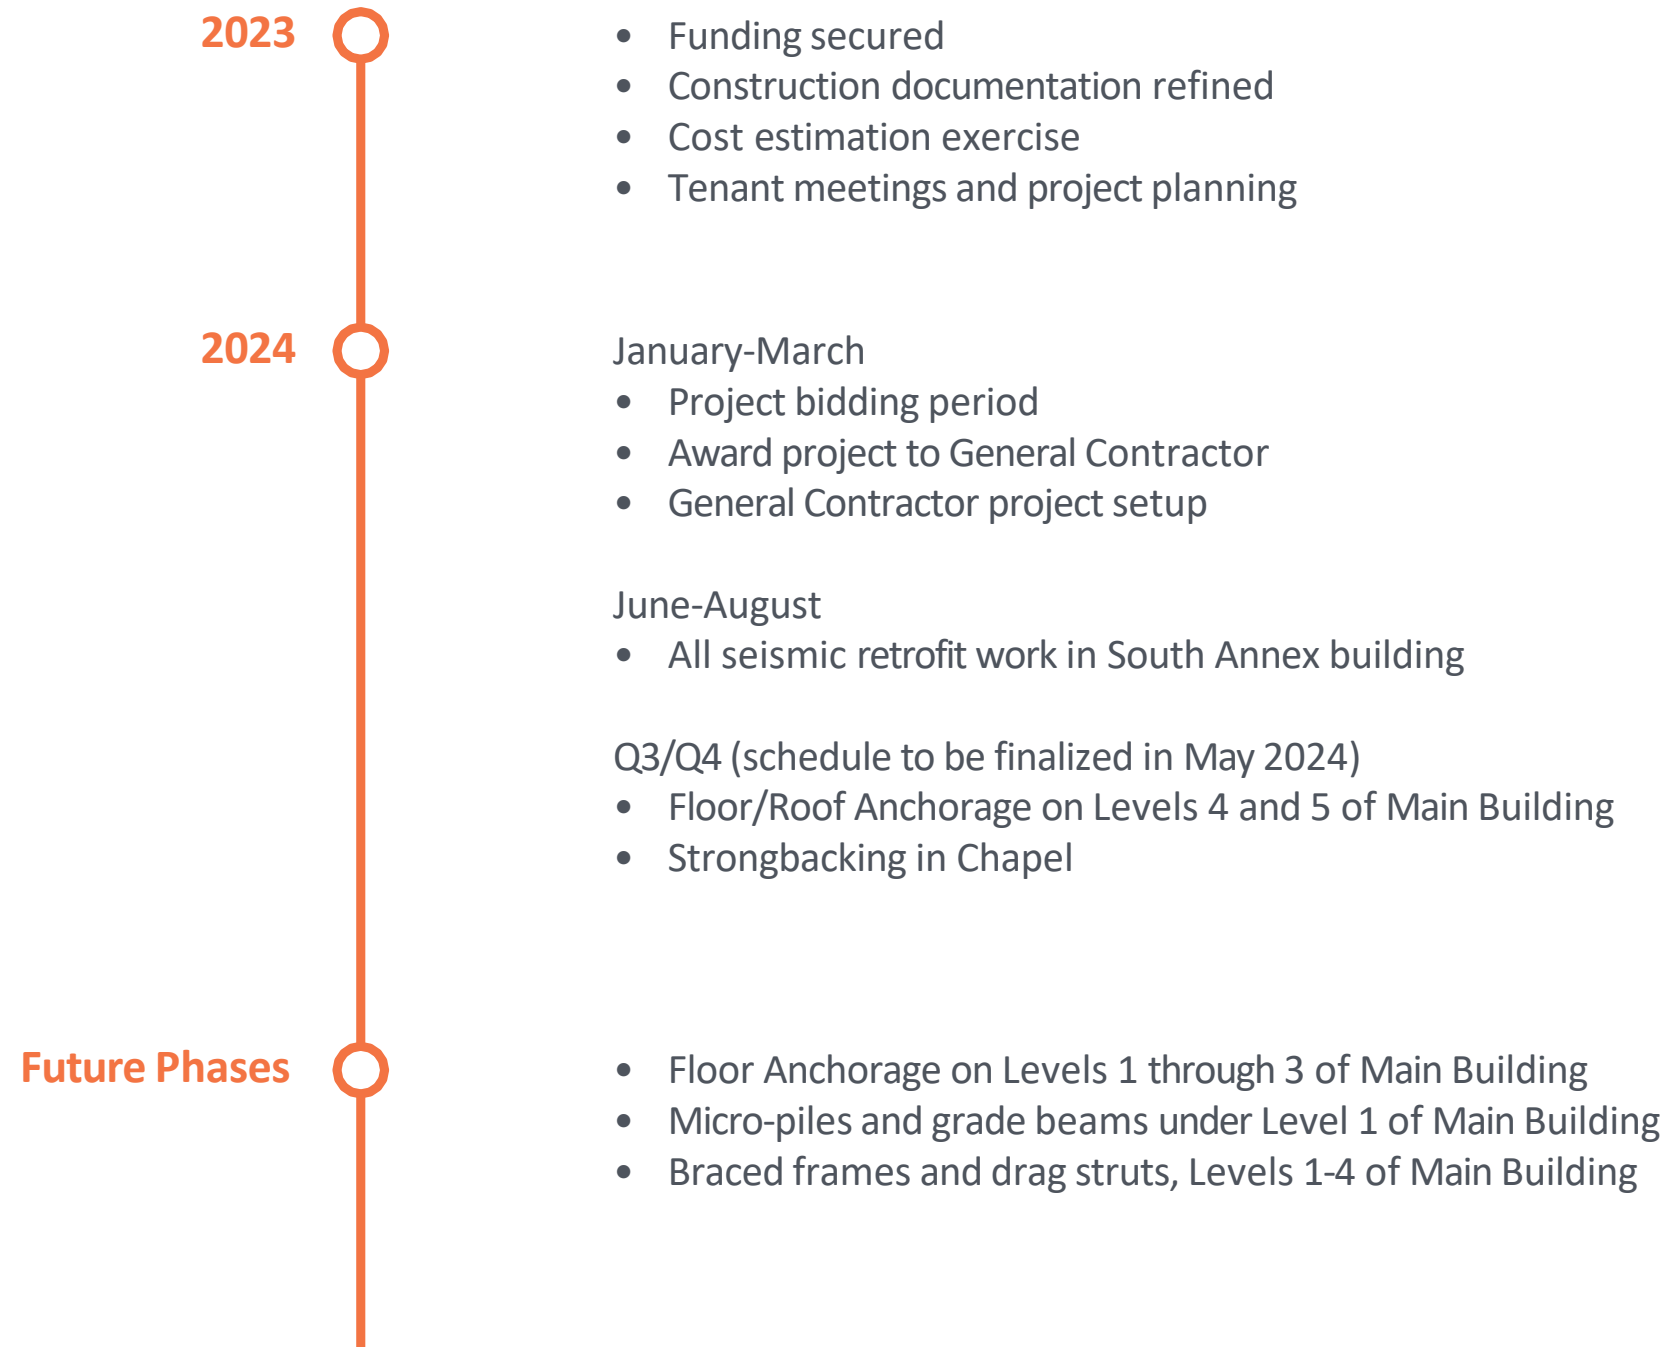 2023
• Funding secured
• Construction documentation refined
• Cost estimation exercise
• Tenant meetings and project planning
2024
January-March
• Project bidding period
• Award project to General Contractor
• General Contractor project setup
June-August
• All seismic retrofit work in South Annex building
Q3/Q4 (schedule to be finalized in May 2024)
• Floor/Roof Anchorage on Levels 4 and 5 of Main Building
• Strongbacking in Chapel
Future Phases
• Floor Anchorage on Levels 1 through 3 of Main Building
• Micro-piles and grade beams under Level 1 of Main Building
• Braced frames and drag struts, Levels 1-4 of Main Building